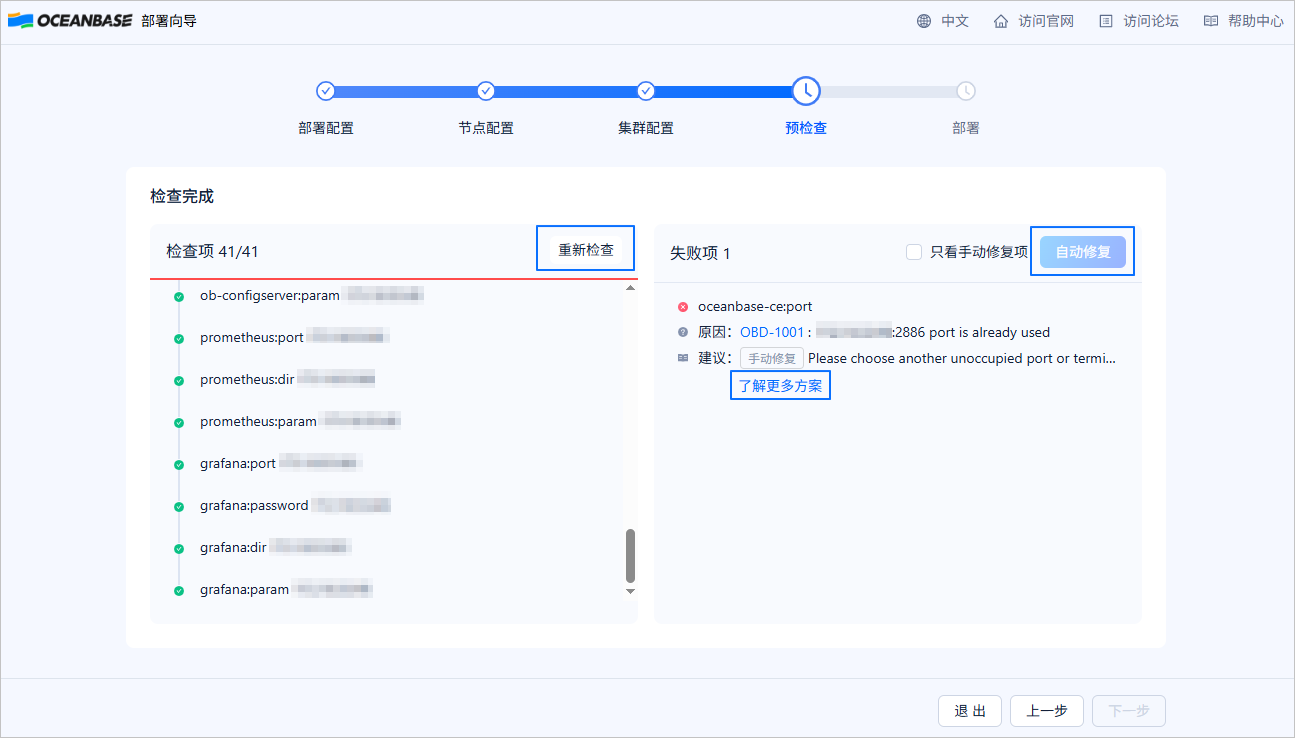 OCEANBASE 部署向导 中文 访问官网 访问论坛 帮助中心
部署配置 节点配置 集群配置 预检查 部署
检查完成
检查项 41/41 重新检查
ob-configserver:param
prometheus:port
prometheus:dir
prometheus:param
grafana:port
grafana:password
grafana:dir
grafana:param
失败项 1 只看手动修复项 自动修复
oceanbase-ce:port
原因： OBD-1001 : :2886 port is already used
建议： 手动修复 Please choose another unoccupied port or termi...
了解更多方案
退 出 上一步 下一步